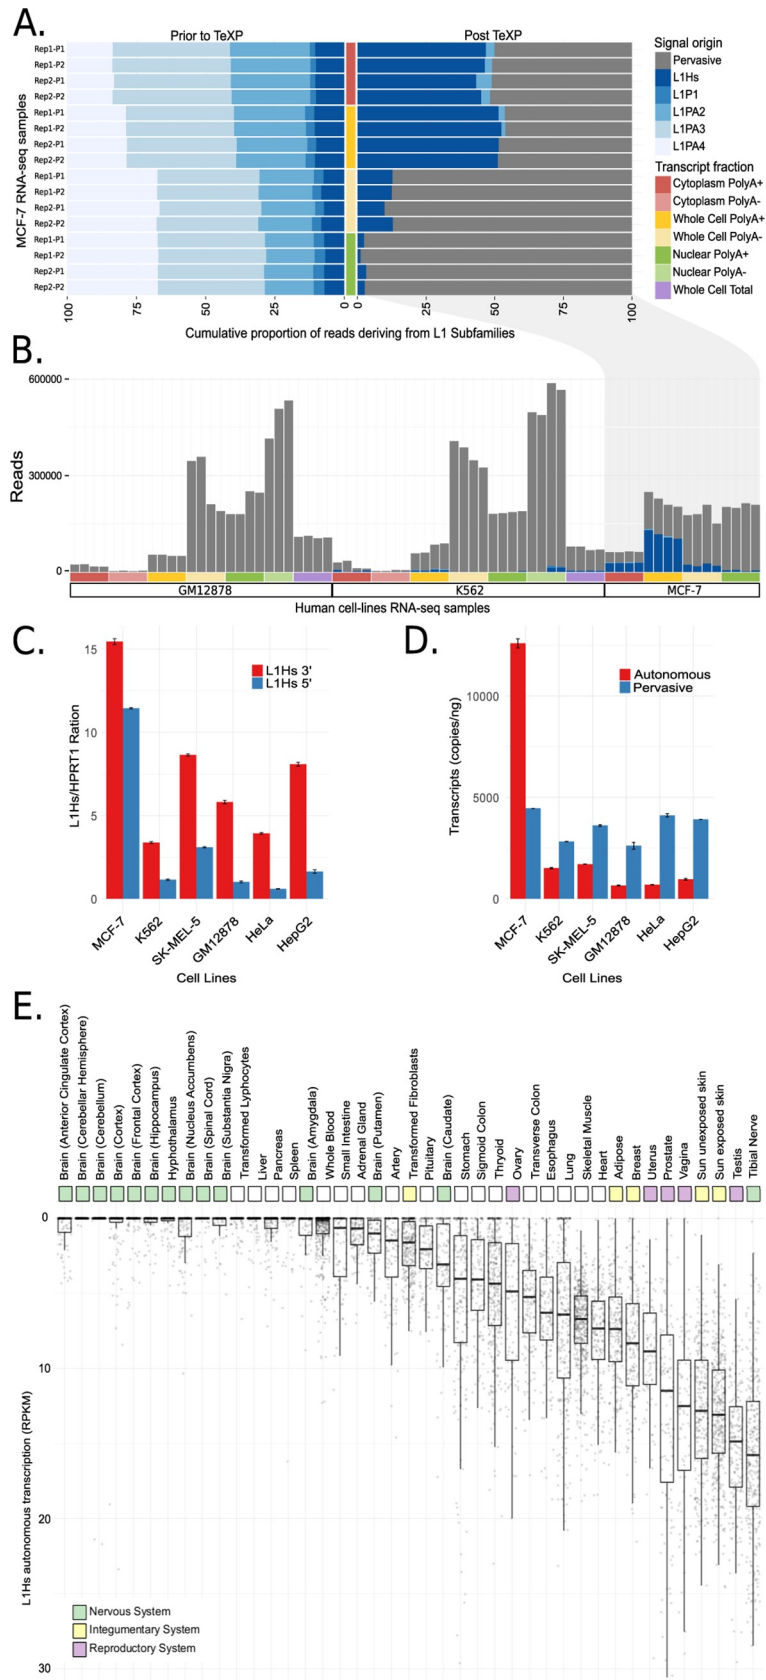 A.
Prior to TeXP
Post TeXP
MCF-7 RNA-seq samples
Rep1-P1
Rep1-P2
Rep2-P1
Rep2-P2
Rep1-P1
Rep1-P2
Rep2-P1
Rep2-P2
Rep1-P1
Rep1-P2
Rep2-P1
Rep2-P2
Rep1-P1
Rep1-P2
Rep2-P1
Rep2-P2
100 75 50 25 0 0 25 50 75 100
Cumulative proportion of reads deriving from L1 Subfamilies
Signal origin
Pervasive
L1Hs
L1P1
L1PA2
L1PA3
L1PA4
Transcript fraction
Cytoplasm PolyA+
Cytoplasm PolyA-
Whole Cell PolyA+
Whole Cell PolyA-
Nuclear PolyA+
Nuclear PolyA-
Whole Cell Total
B.
Reads
600000
300000
0
GM12878 K562 MCF-7
Human cell-lines RNA-seq samples
C.
L1Hs/HPRT1 Ration
15
10
5
0
L1Hs 3'
L1Hs 5'
MCF-7
K562
SK-MEL-5
GM12878
HeLa
HepG2
Cell Lines
D.
Transcripts (copies/ng)
10000
5000
0
Autonomous
Pervasive
MCF-7
K562
SK-MEL-5
GM12878
HeLa
HepG2
Cell Lines
E.
Brain (Anterior Cingulate Cortex)
Brain (Cerebellar Hemisphere)
Brain (Cerebellum)
Brain (Cortex)
Brain (Frontal Cortex)
Brain (Hippocampus)
Hyphothalamus
Brain (Nucleus Accumbens)
Brain (Spinal Cord)
Brain (Substantia Nigra)
Transformed Lyphocytes
Liver
Pancreas
Spleen
Brain (Amygdala)
Whole Blood
Small Intestine
Adrenal Gland
Brain (Putamen)
Artery
Transformed Fibroblasts
Pituitary
Brain (Caudate)
Stomach
Sigmoid Colon
Thryoid
Ovary
Transverse Colon
Esophagus
Lung
Skeletal Muscle
Heart
Adipose
Breast
Uterus
Prostate
Vagina
Sun unexposed skin
Sun exposed skin
Testis
Tibial Nerve
L1Hs autonomous transcription (RPKM)
0
10
20
30
Nervous System
Integumentary System
Reproductory System